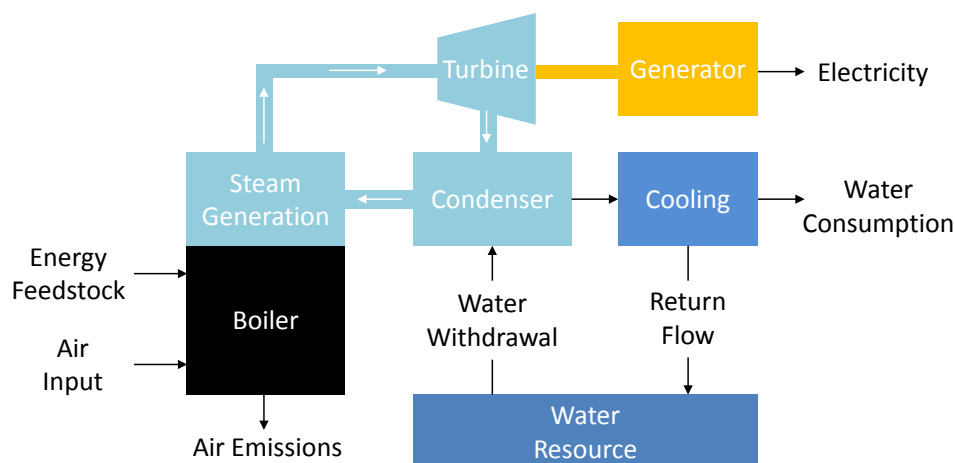 Turbine
Generator
Electricity
Steam
Generation
Condenser
Cooling
Water
Consumption
Energy
Feedstock
Boiler
Water
Withdrawal
Return
Flow
Air
Input
Water
Resource
Air Emissions